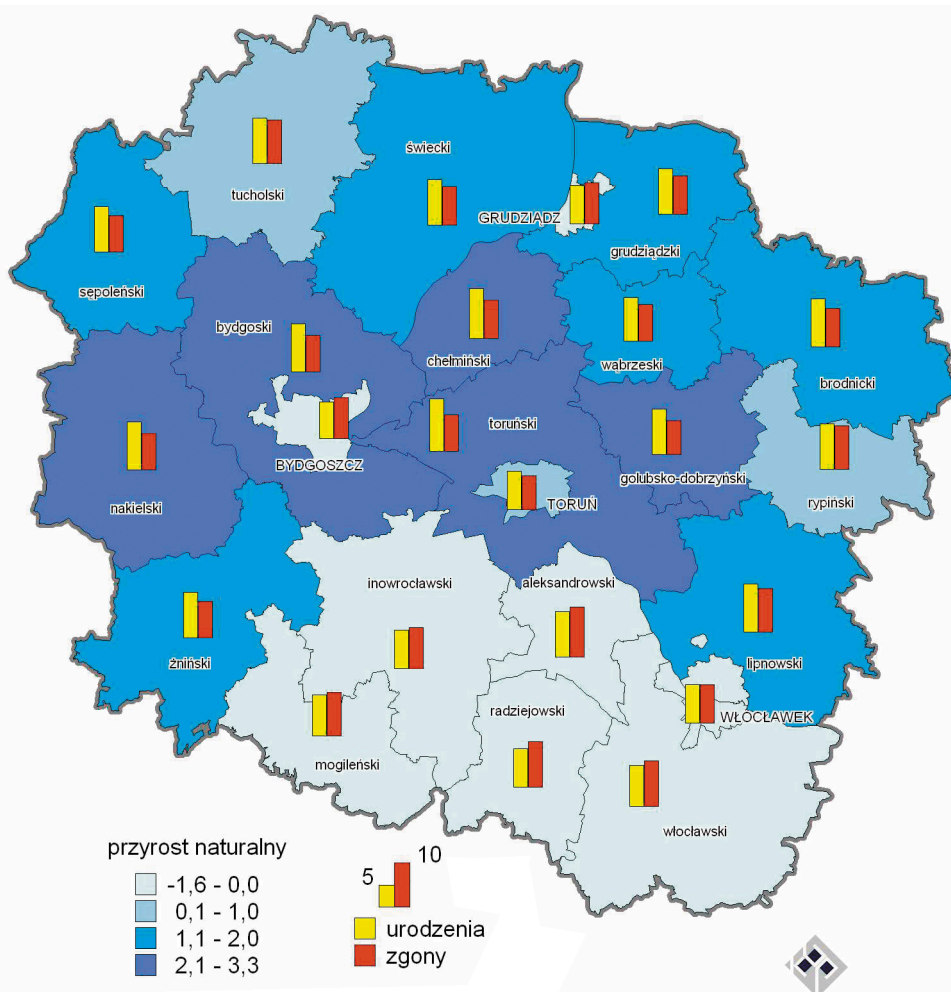 świecki
tucholski
GRUDZIĄDZ
grudziądzki
sępoleński
bydgoski
chełmiński
wąbrzeski
brodnicki
toruński
BYDGOSZCZ
golubsko-dobrzyński
nakielski
TORUŃ
rypiński
inowrocławski
aleksandrowski
żniński
lipnowski
radziejowski
WŁOCŁAWEK
mogileński
włocławski
przyrost naturalny
-1,6 - 0,0
0,1 - 1,0
1,1 - 2,0
2,1 - 3,3
10
5
urodzenia
zgony